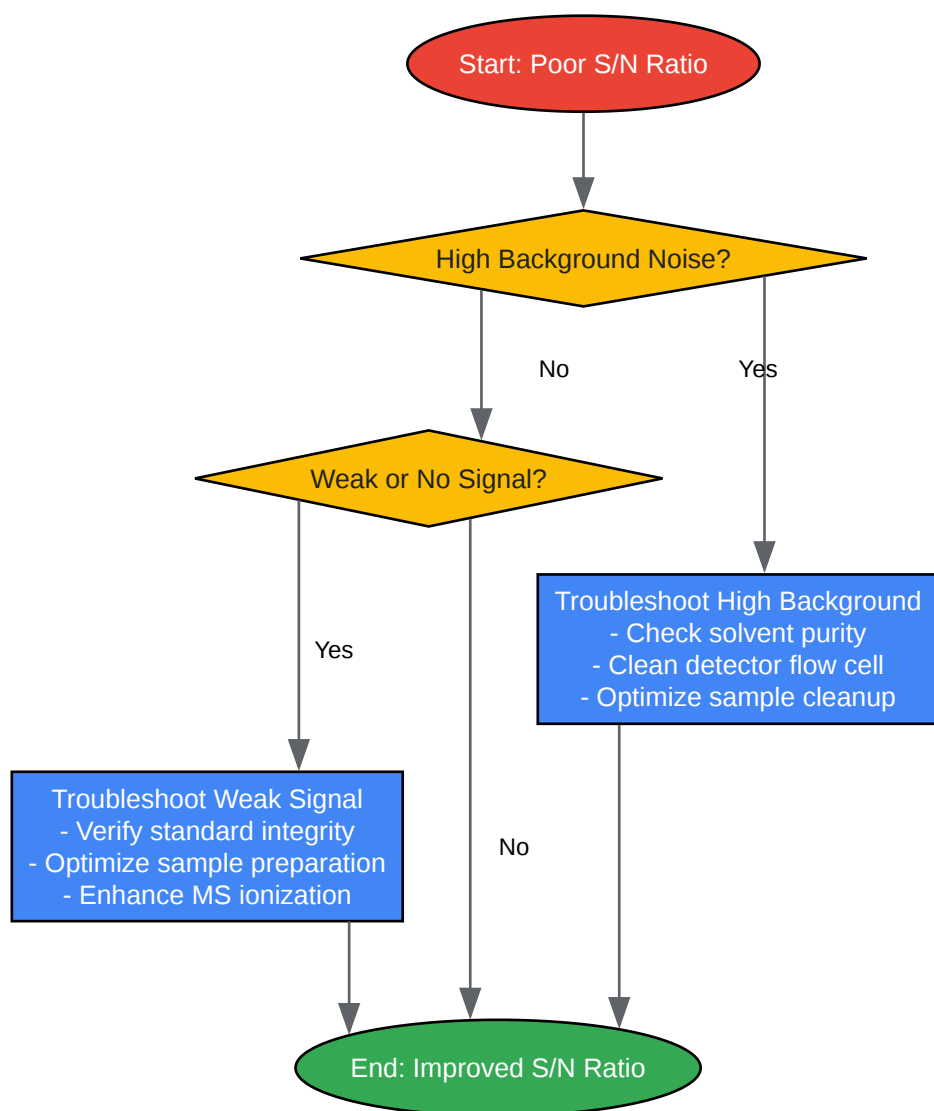 Start: Poor S/N Ratio
High Background Noise?
No
Yes
Weak or No Signal?
Troubleshoot High Background
- Check solvent purity
- Clean detector flow cell
- Optimize sample cleanup
Yes
Troubleshoot Weak Signal
- Verify standard integrity
- Optimize sample preparation
- Enhance MS ionization
No
End: Improved S/N Ratio